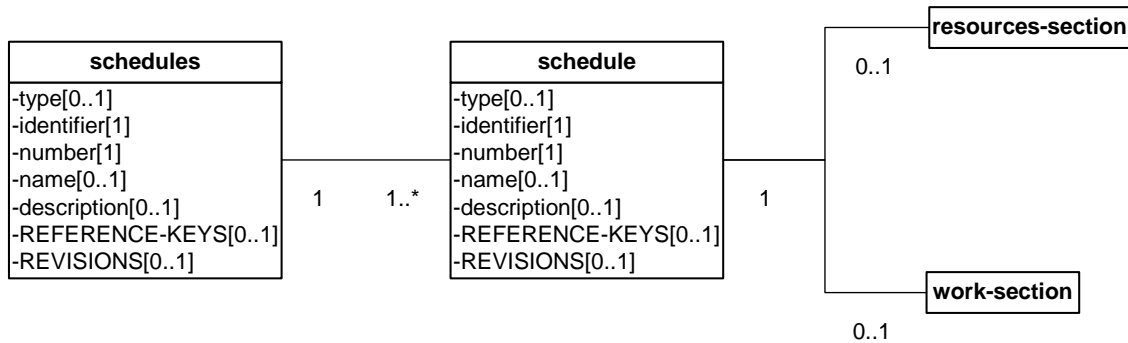 schedules
-type[0..1]
-identifier[1]
-number[1]
-name[0..1]
-description[0..1]
-REFERENCE-KEYS[0..1]
-REVISIONS[0..1]
1
1..*
schedule
-type[0..1]
-identifier[1]
-number[1]
-name[0..1]
-description[0..1]
-REFERENCE-KEYS[0..1]
-REVISIONS[0..1]
1
resources-section
0..1
work-section
0..1